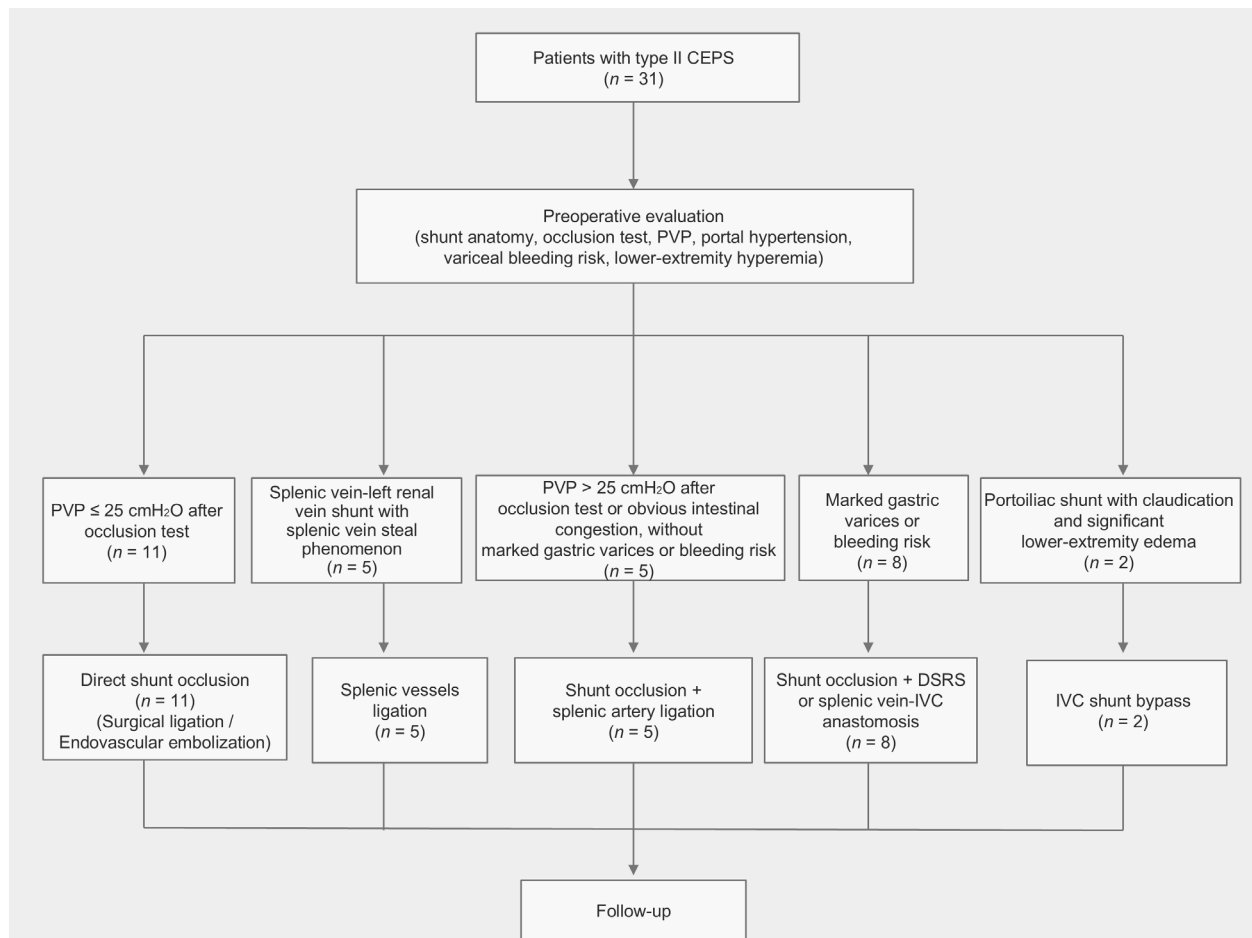 Patients with type II CEPS
(n = 31)
Preoperative evaluation
(shunt anatomy, occlusion test, PVP, portal hypertension,
variceal bleeding risk, lower-extremity hyperemia)
PVP ≤ 25 cmH₂O after
occlusion test
(n = 11)
Splenic vein-left renal
vein shunt with
splenic vein steal
phenomenon
(n = 5)
PVP > 25 cmH₂O after
occlusion test or obvious intestinal
congestion, without
marked gastric varices or bleeding risk
(n = 5)
Marked gastric
varices or
bleeding risk
(n = 8)
Portoiliac shunt with claudication
and significant
lower-extremity edema
(n = 2)
Direct shunt occlusion
(n = 11)
(Surgical ligation /
Endovascular embolization)
Splenic vessels
ligation
(n = 5)
Shunt occlusion +
splenic artery ligation
(n = 5)
Shunt occlusion + DSRS
or splenic vein-IVC
anastomosis
(n = 8)
IVC shunt bypass
(n = 2)
Follow-up